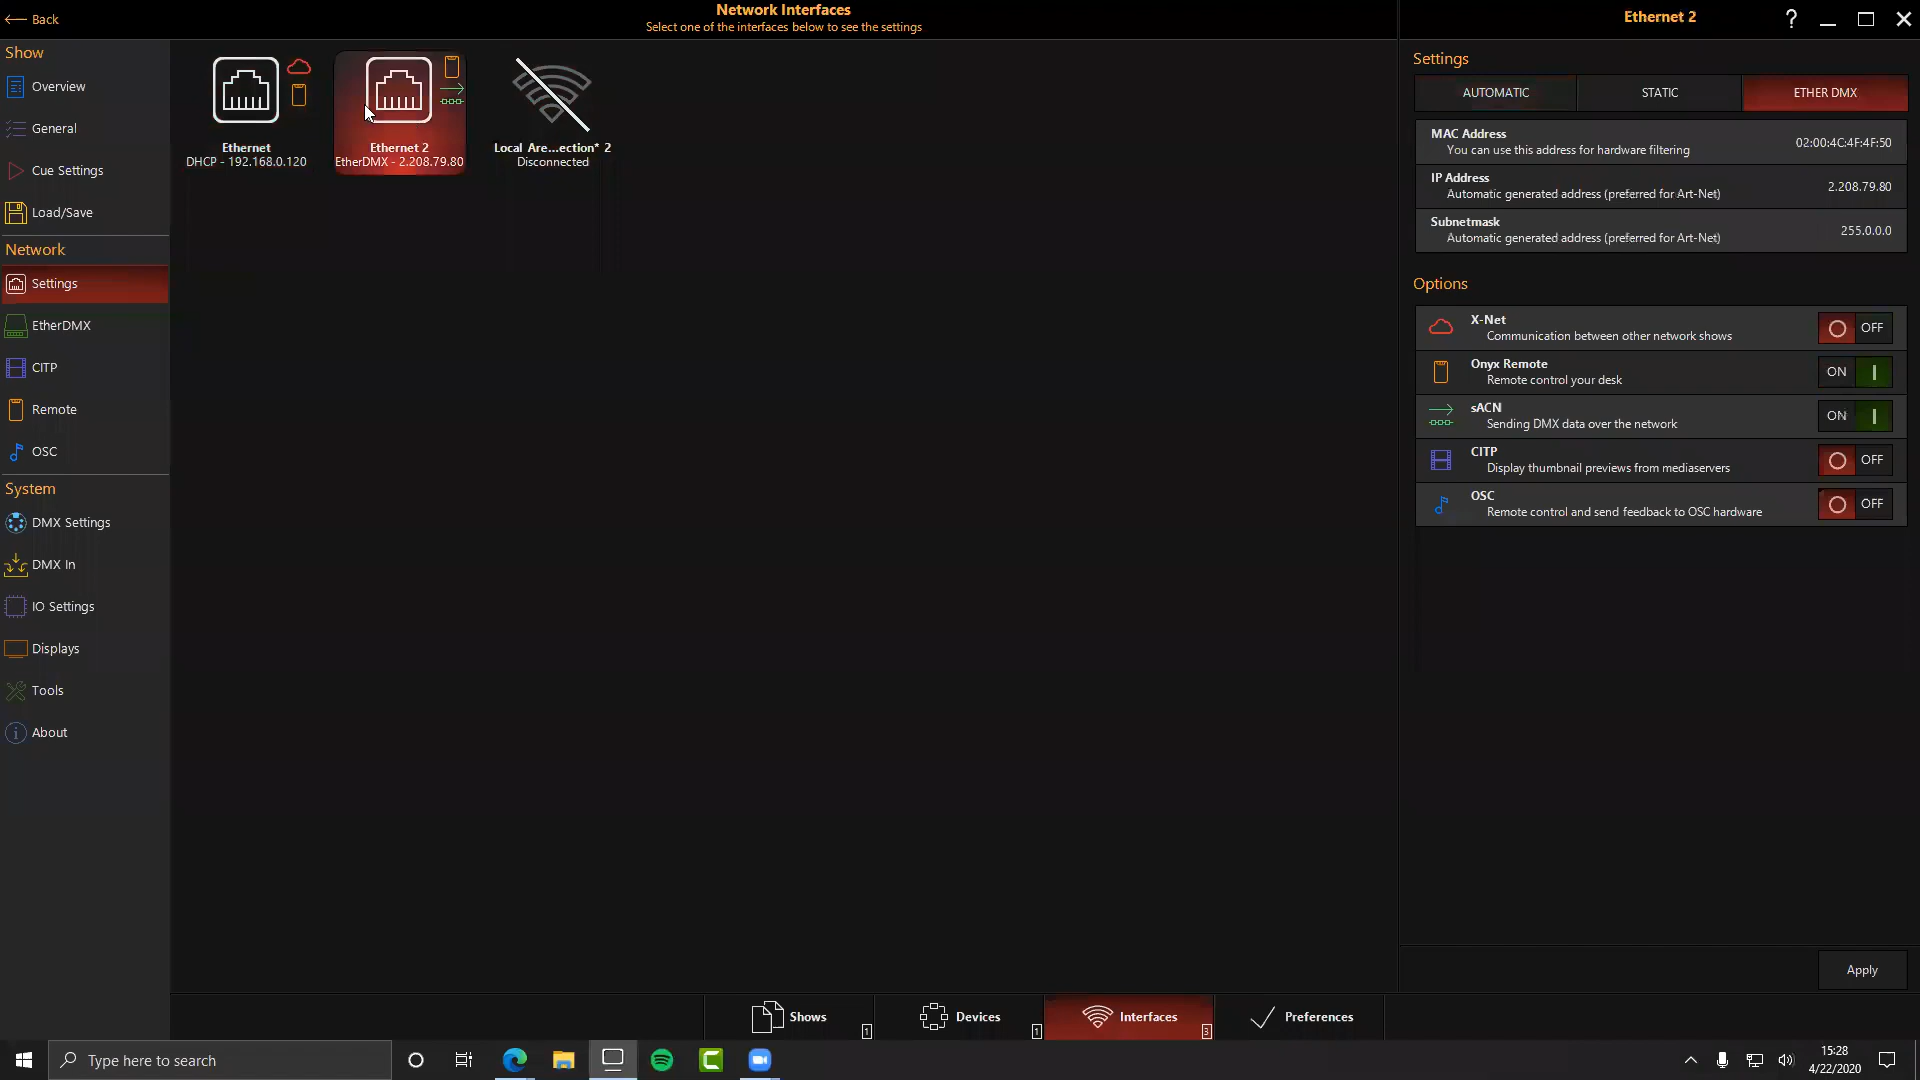 Back
Network Interfaces
Select one of the interfaces below to see the settings
Ethernet 2
?
Show
Overview
General
Cue Settings
Load/Save
Network
Settings
EtherDMX
CITP
Remote
OSC
System
DMX Settings
DMX In
IO Settings
Displays
Tools
About
Ethernet
DHCP - 192.168.0.120
Ethernet 2
EtherDMX - 2.208.79.80
Local Are...ection* 2
Disconnected
Settings
AUTOMATIC
STATIC
ETHER DMX
MAC Address
You can use this address for hardware filtering
02:00:4C:4F:4F:50
IP Address
Automatic generated address (preferred for Art-Net)
2.208.79.80
Subnetmask
Automatic generated address (preferred for Art-Net)
255.0.0.0
Options
X-Net
Communication between other network shows
OFF
Onyx Remote
Remote control your desk
ON
sACN
Sending DMX data over the network
ON
CITP
Display thumbnail previews from mediaservers
OFF
OSC
Remote control and send feedback to OSC hardware
OFF
Apply
Shows
1
Devices
1
Interfaces
3
Preferences
Type here to search
15:28
4/22/2020